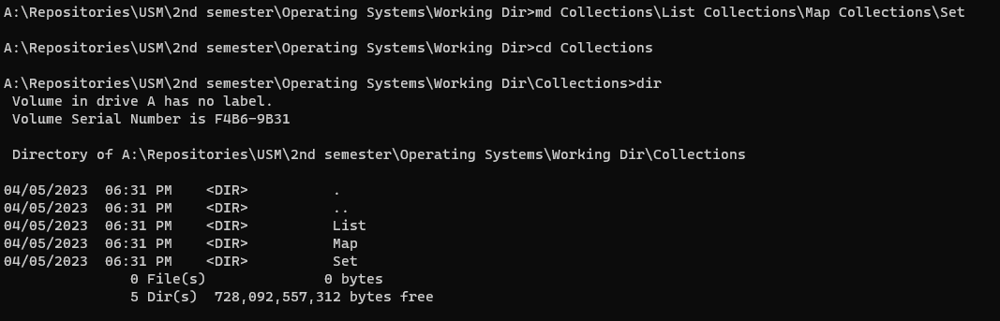 A:\Repositories\USM\2nd semester\Operating Systems\Working Dir>md Collections\List Collections\Map Collections\Set
A:\Repositories\USM\2nd semester\Operating Systems\Working Dir>cd Collections
A:\Repositories\USM\2nd semester\Operating Systems\Working Dir\Collections>dir
 Volume in drive A has no label.
 Volume Serial Number is F4B6-9B31
 Directory of A:\Repositories\USM\2nd semester\Operating Systems\Working Dir\Collections
04/05/2023  06:31 PM    <DIR>          .
04/05/2023  06:31 PM    <DIR>          ..
04/05/2023  06:31 PM    <DIR>          List
04/05/2023  06:31 PM    <DIR>          Map
04/05/2023  06:31 PM    <DIR>          Set
               0 File(s)              0 bytes
               5 Dir(s)  728,092,557,312 bytes free